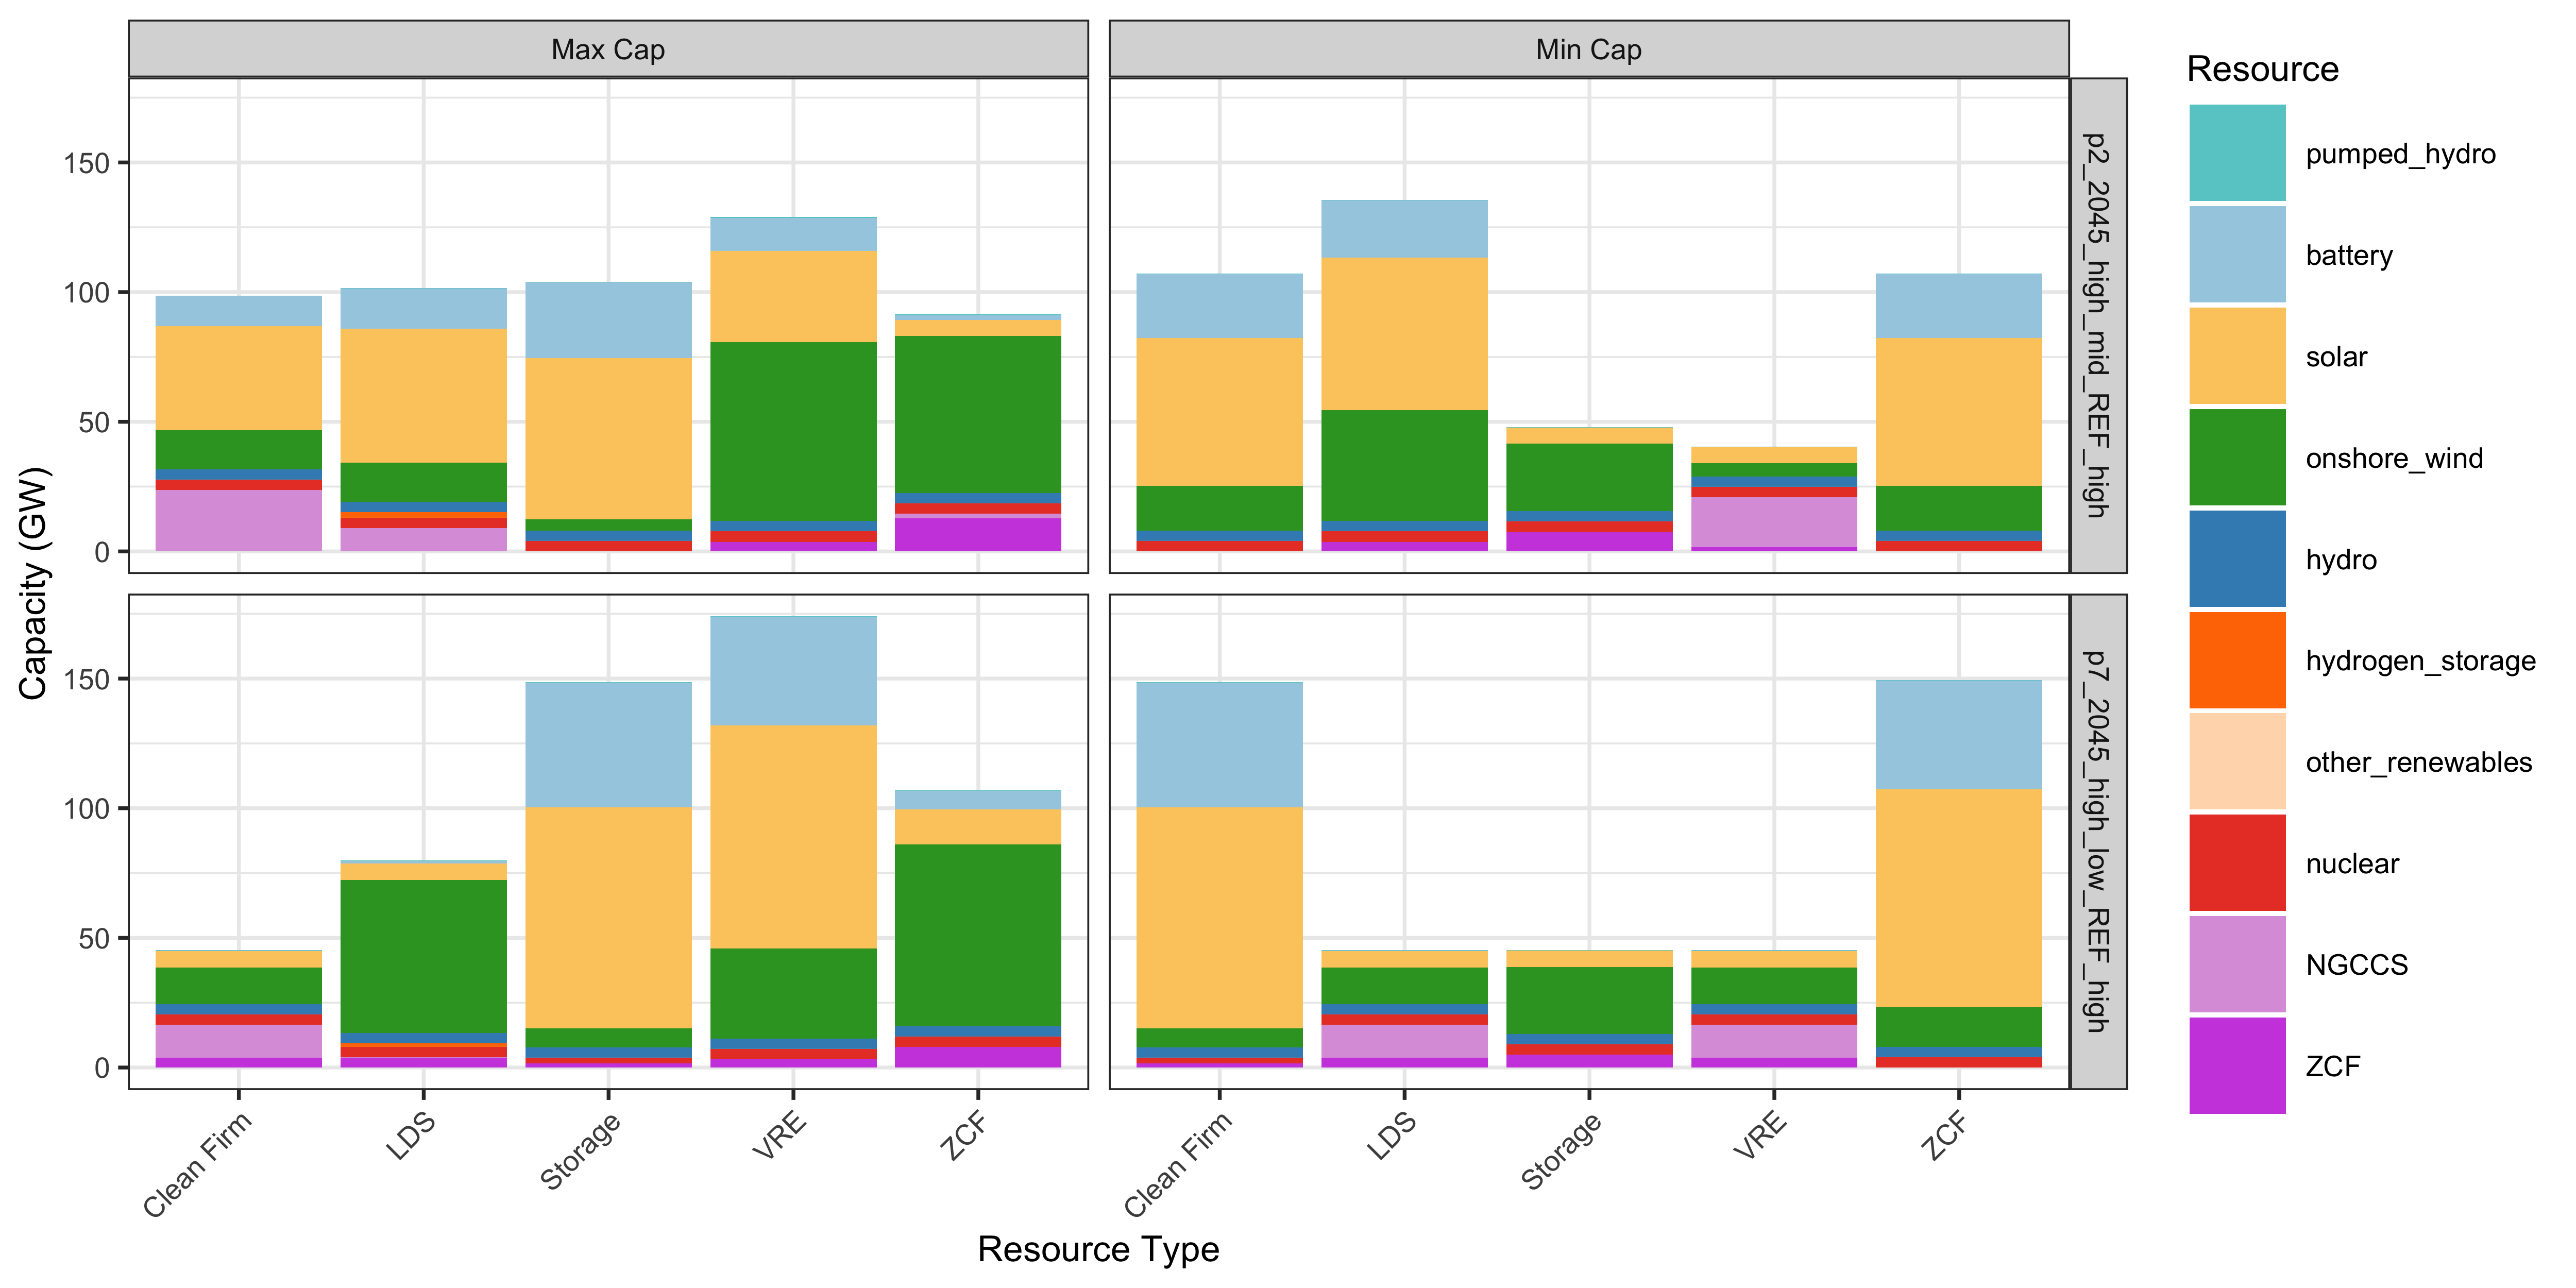 Max Cap
Min Cap
Capacity (GW)
150
100
50
0
p2_2045_high_mid_REF_high
150
100
50
0
p7_2045_high_low_REF_high
Clean Firm
LDS
Storage
VRE
ZCF
Clean Firm
LDS
Storage
VRE
ZCF
Resource Type
Resource
pumped_hydro
battery
solar
onshore_wind
hydro
hydrogen_storage
other_renewables
nuclear
NGCCS
ZCF